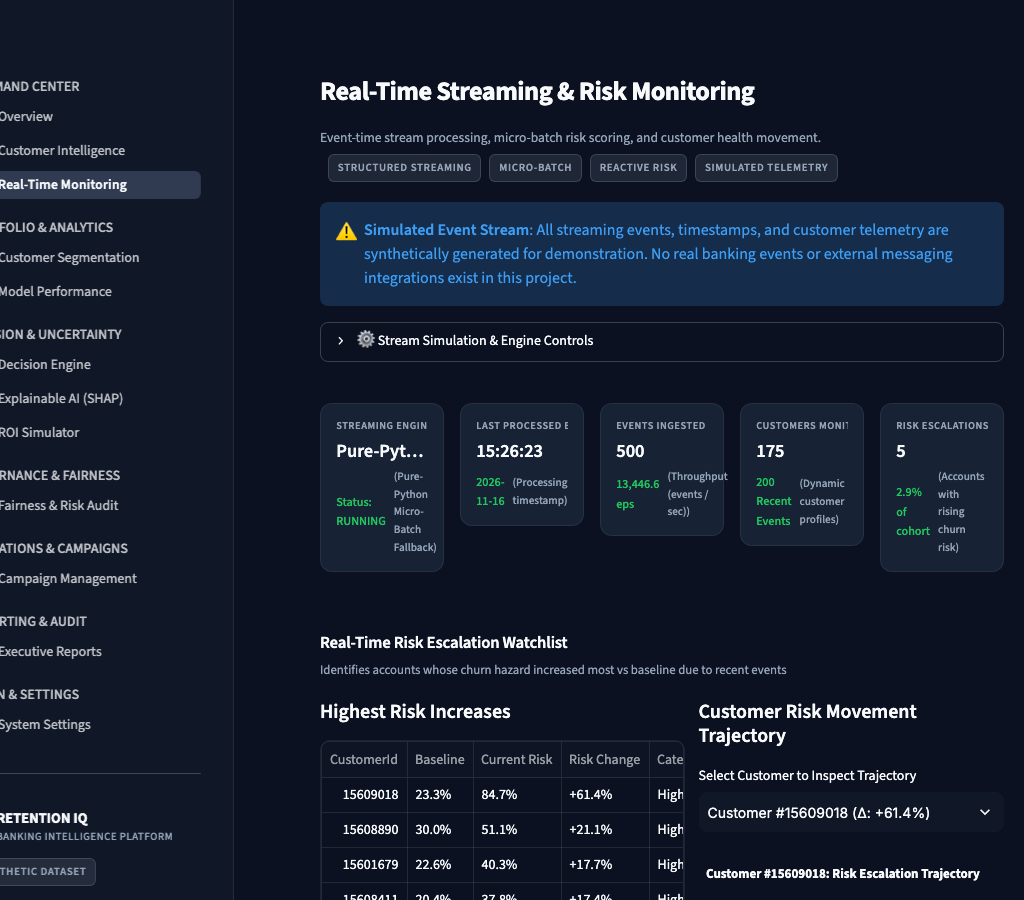 MAND CENTER
Overview
Customer Intelligence
Real-Time Monitoring
FOLIO & ANALYTICS
Customer Segmentation
Model Performance
SION & UNCERTAINTY
Decision Engine
Explainable AI (SHAP)
ROI Simulator
RNANCE & FAIRNESS
Fairness & Risk Audit
ATIONS & CAMPAIGNS
Campaign Management
RTING & AUDIT
Executive Reports
N & SETTINGS
System Settings
RETENTION IQ
BANKING INTELLIGENCE PLATFORM
THETIC DATASET
Real-Time Streaming & Risk Monitoring
Event-time stream processing, micro-batch risk scoring, and customer health movement.
STRUCTURED STREAMING MICRO-BATCH REACTIVE RISK SIMULATED TELEMETRY
Simulated Event Stream: All streaming events, timestamps, and customer telemetry are
synthetically generated for demonstration. No real banking events or external messaging
integrations exist in this project.
Stream Simulation & Engine Controls
STREAMING ENGIN
Pure-Pyt…
Status:
RUNNING
(Pure-
Python
Micro-
Batch
Fallback)
LAST PROCESSED E
15:26:23
2026-
11-16
(Processing
timestamp)
EVENTS INGESTED
500
13,446.6
eps
(Throughput
(events /
sec))
CUSTOMERS MONIT
175
200
Recent
Events
(Dynamic
customer
profiles)
RISK ESCALATIONS
5
2.9%
of
cohort
(Accounts
with
rising
churn
risk)
Real-Time Risk Escalation Watchlist
Identifies accounts whose churn hazard increased most vs baseline due to recent events
Highest Risk Increases
CustomerId Baseline Current Risk Risk Change Cate
15609018 23.3% 84.7% +61.4% High
15608890 30.0% 51.1% +21.1% High
15601679 22.6% 40.3% +17.7% High
15608411 20.4% 37.8% +17.4% High
Customer Risk Movement
Trajectory
Select Customer to Inspect Trajectory
Customer #15609018 (Δ: +61.4%)
Customer #15609018: Risk Escalation Trajectory